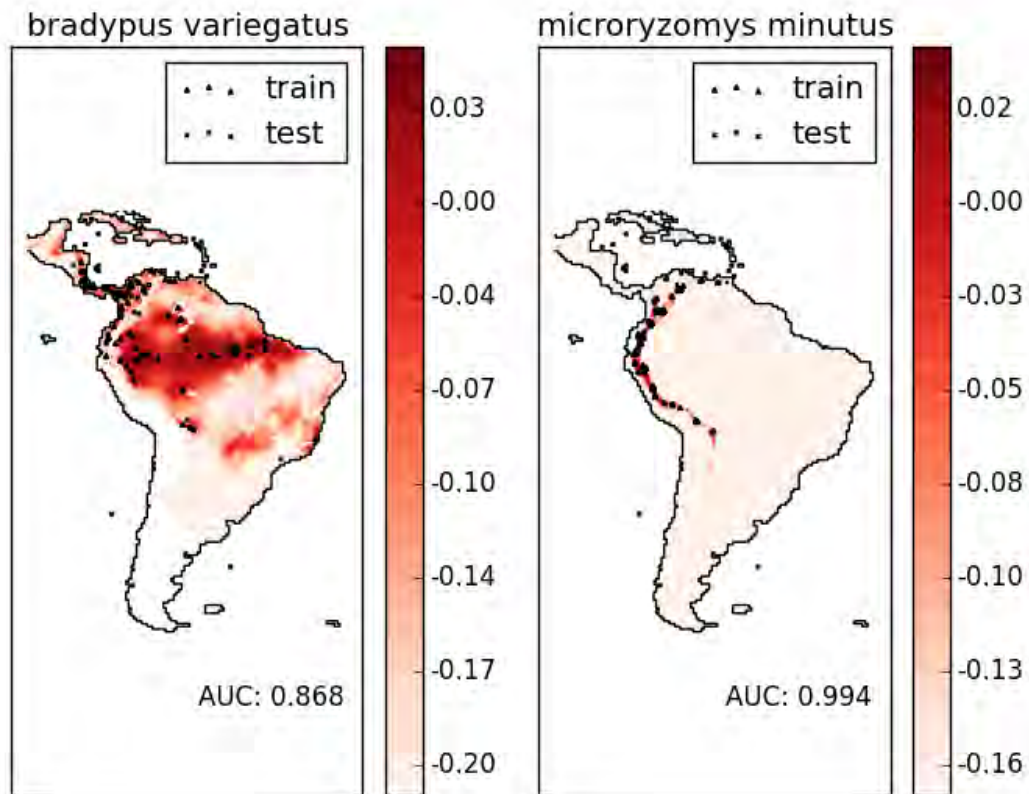 bradypus variegatus
train
test
0.03
-0.00
-0.04
-0.07
-0.10
-0.14
-0.17
-0.20
AUC: 0.868
microryzomys minutus
train
test
0.02
-0.00
-0.03
-0.05
-0.08
-0.10
-0.13
-0.16
AUC: 0.994